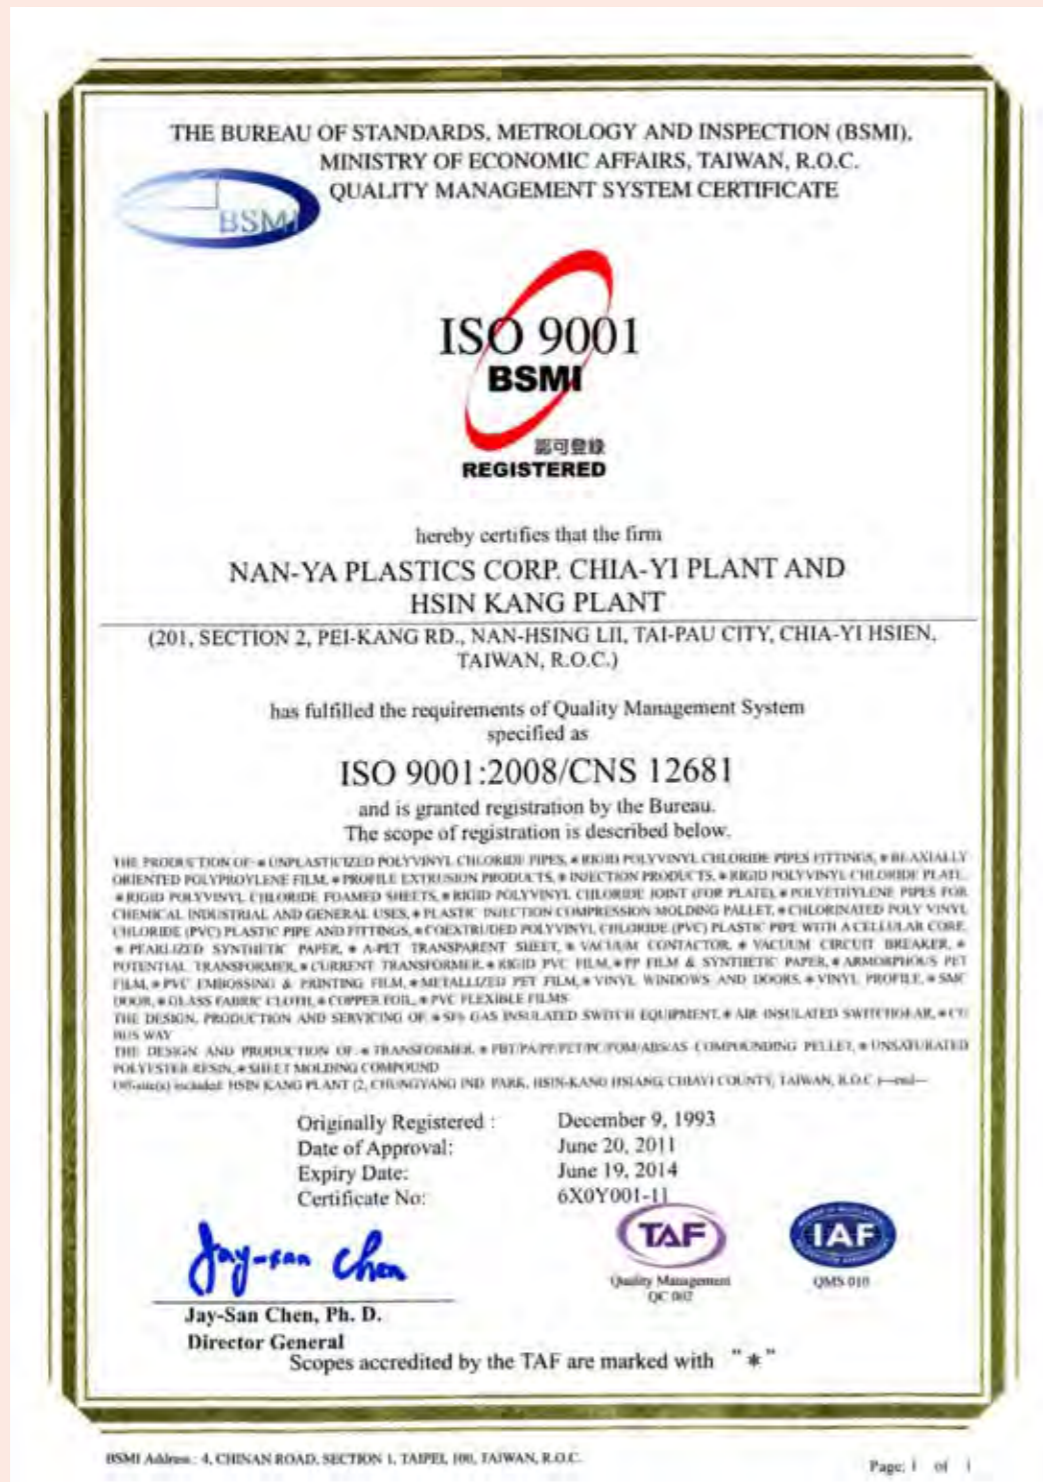 THE BUREAU OF STANDARDS, METROLOGY AND INSPECTION (BSMI),
MINISTRY OF ECONOMIC AFFAIRS, TAIWAN, R.O.C.
QUALITY MANAGEMENT SYSTEM CERTIFICATE
BSMI
ISO 9001
BSMI
認可登錄
REGISTERED
hereby certifies that the firm
NAN-YA PLASTICS CORP. CHIA-YI PLANT AND
HSIN KANG PLANT
(201, SECTION 2, PEI-KANG RD., NAN-HSING LII, TAI-PAU CITY, CHIA-YI HSIEN,
TAIWAN, R.O.C.)
has fulfilled the requirements of Quality Management System
specified as
ISO 9001:2008/CNS 12681
and is granted registration by the Bureau.
The scope of registration is described below.
THE PRODUCTION OF: * UNPLASTICIZED POLYVINYL CHLORIDE PIPES, * RIGID POLYVINYL CHLORIDE PIPES FITTINGS, * BI-AXIALLY
ORIENTED POLYPROYLENE FILM, * PROFILE EXTRUSION PRODUCTS, * INJECTION PRODUCTS, * RIGID POLYVINYL CHLORIDE PLATE,
* RIGID POLYVINYL CHLORIDE FOAMED SHEETS, * RIGID POLYVINYL CHLORIDE JOINT (FOR PLATE), * POLYETHYLENE PIPES FOR
CHEMICAL INDUSTRIAL AND GENERAL USES, * PLASTIC INJECTION COMPRESSION MOLDING PALLET, * CHLORINATED POLY VINYL
CHLORIDE (PVC) PLASTIC PIPE AND FITTINGS, * COEXTRUDED POLYVINYL CHLORIDE (PVC) PLASTIC PIPE WITH A CELLULAR CORE,
* PEARLIZED SYNTHETIC PAPER, * A-PET TRANSPARENT SHEET, * VACUUM CONTACTOR, * VACUUM CIRCUIT BREAKER, *
POTENTIAL TRANSFORMER, * CURRENT TRANSFORMER, * RIGID PVC FILM, * PP FILM & SYNTHETIC PAPER, * ARMORPHOUS PET
FILM, * PVC EMBOSSING & PRINTING FILM, * METALLIZED PET FILM, * VINYL WINDOWS AND DOORS, * VINYL PROFILE, * SMC
DOOR, * GLASS FABRIC CLOTH, * COPPER FOIL, * PVC FLEXIBLE FILMS
THE DESIGN, PRODUCTION AND SERVICING OF: * SF6 GAS INSULATED SWITCH EQUIPMENT, * AIR INSULATED SWITCHGEAR, *
BUS WAY
THE DESIGN AND PRODUCTION OF: * TRANSFORMER, * PBT/PA/PP/PET/PC/POM/ABS/AS COMPOUNDING PELLET, * UNSATURATED
POLYESTER RESIN, * SHEET MOLDING COMPOUND
Off-site(s) included: HSIN KANG PLANT (2, CHUNGYANG IND. PARK, HSIN-KANG HSIANG, CHIAYI COUNTY, TAIWAN, R.O.C.)---end---
Originally Registered : December 9, 1993
Date of Approval: June 20, 2011
Expiry Date: June 19, 2014
Certificate No: 6X0Y001-11
Jay-san Chen
TAF
IAF
Quality Management
QC 002
QMS 010
Jay-San Chen, Ph. D.
Director General
Scopes accredited by the TAF are marked with " * "
BSMI Address : 4, CHINAN ROAD, SECTION 1, TAIPEI, 100, TAIWAN, R.O.C.
Page: 1 of 1